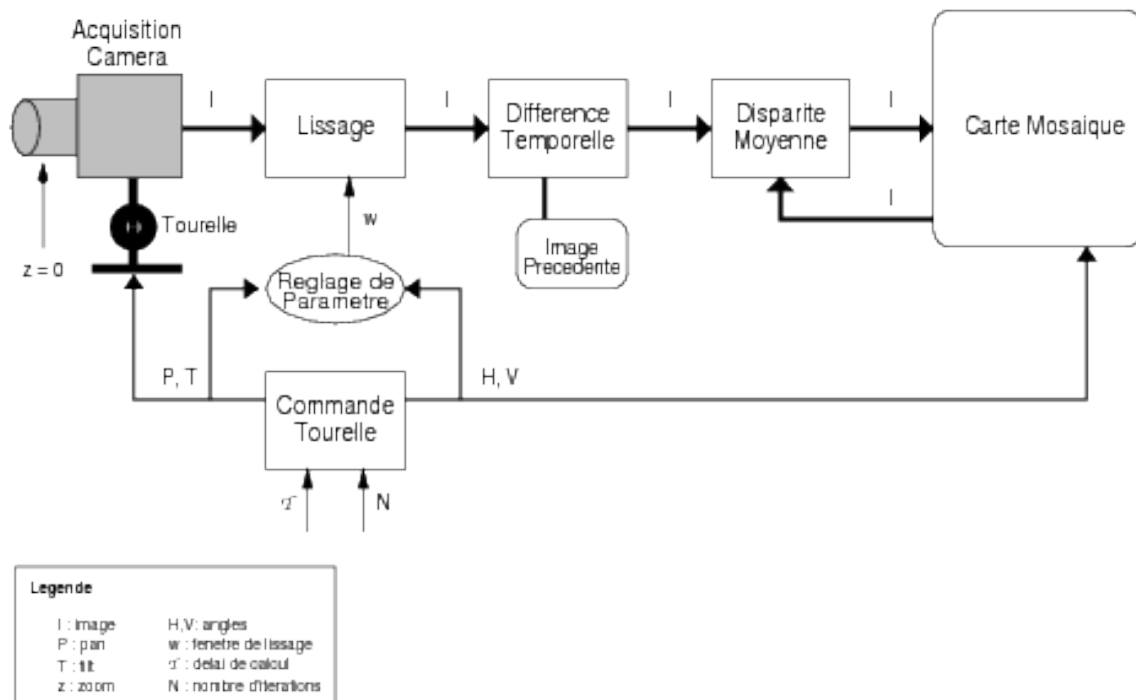 Acquisition
Camera
I
I
I
I
Lissage
Différence
Temporelle
Disparite
Moyenne
Carte Mosaique
I
Tourelle
w
z = 0
Image
Precedente
Reglage de
Parametre
P, T
H, V
Commande
Tourelle
𝒯
N
Legende
I : image
H,V: angles
P : pan
w : fenetre de lissage
T : tilt
𝒯 : delai de calcul
z : zoom
N : nombre d'iterations